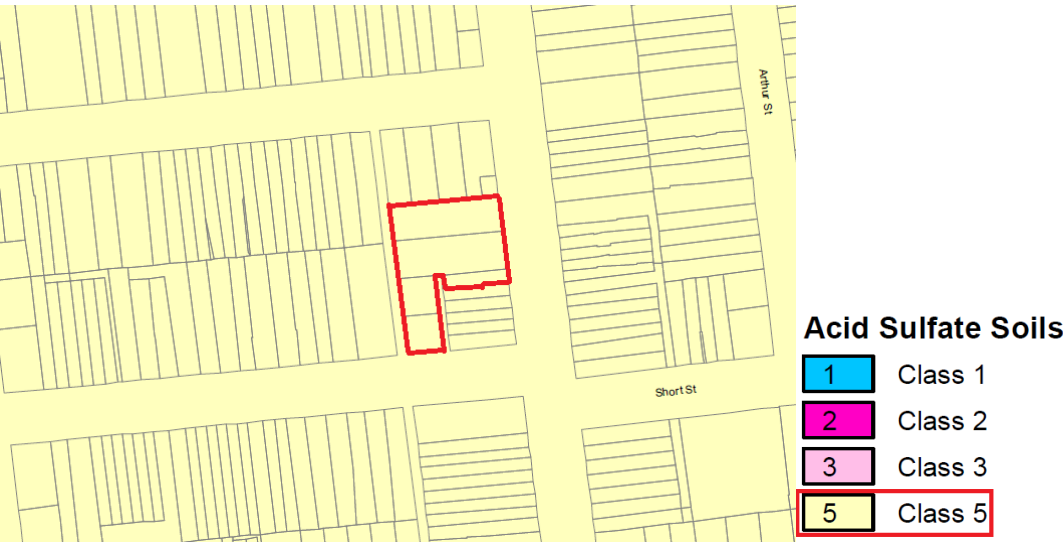 Arthur St
Short St
Acid Sulfate Soils
1 Class 1
2 Class 2
3 Class 3
5 Class 5